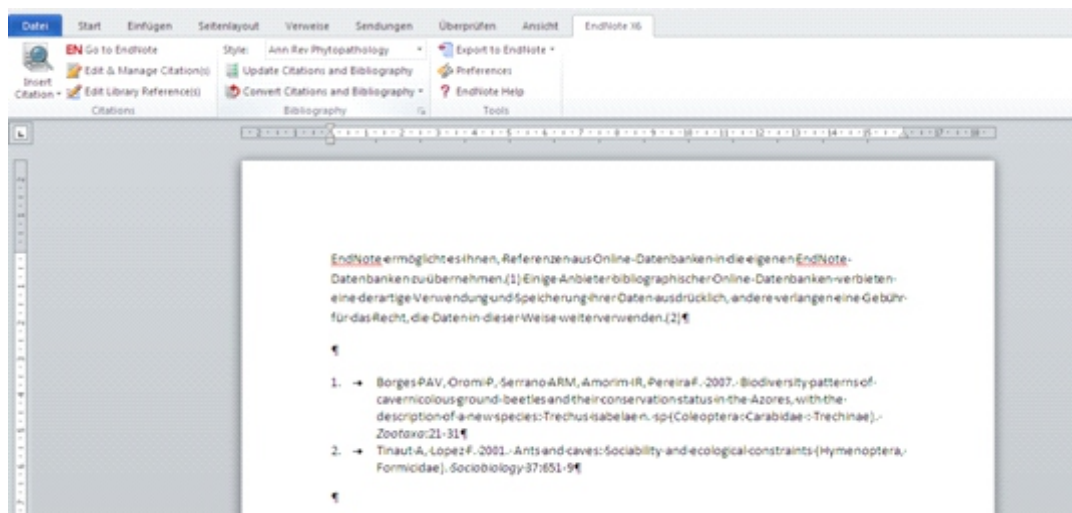 Datei Start Einfügen Seitenlayout Verweise Sendungen Überprüfen Ansicht EndNote X6
Insert Citation
EN Go to EndNote
Edit & Manage Citation(s)
Edit Library Reference(s)
Citations
Style: Ann Rev Phytopathology
Update Citations and Bibliography
Convert Citations and Bibliography
Bibliography
Export to EndNote
Preferences
? EndNote Help
Tools
EndNote ermöglicht es Ihnen, Referenzen aus Online-Datenbanken in die eigenen EndNote-
Datenbanken zu übernehmen.(1) Einige Anbieter bibliographischer Online-Datenbanken verbieten
eine derartige Verwendung und Speicherung ihrer Daten ausdrücklich, andere verlangen eine Gebühr
für das Recht, die Daten in dieser Weise weiterverwenden.(2)¶
¶
1. → Borges PAV, Oromi P, Serrano ARM, Amorim IR, Pereira F. 2007. Biodiversity patterns of
cavernicolous ground-beetles and their conservation status in the Azores, with the
description of a new species: Trechus isabelae n. sp (Coleoptera : Carabidae : Trechinae).
Zootaxa:21-31¶
2. → Tinaut A, Lopez F. 2001. Ants and caves: Sociability and ecological constraints (Hymenoptera,
Formicidae). Sociobiology 37:651-9¶
¶